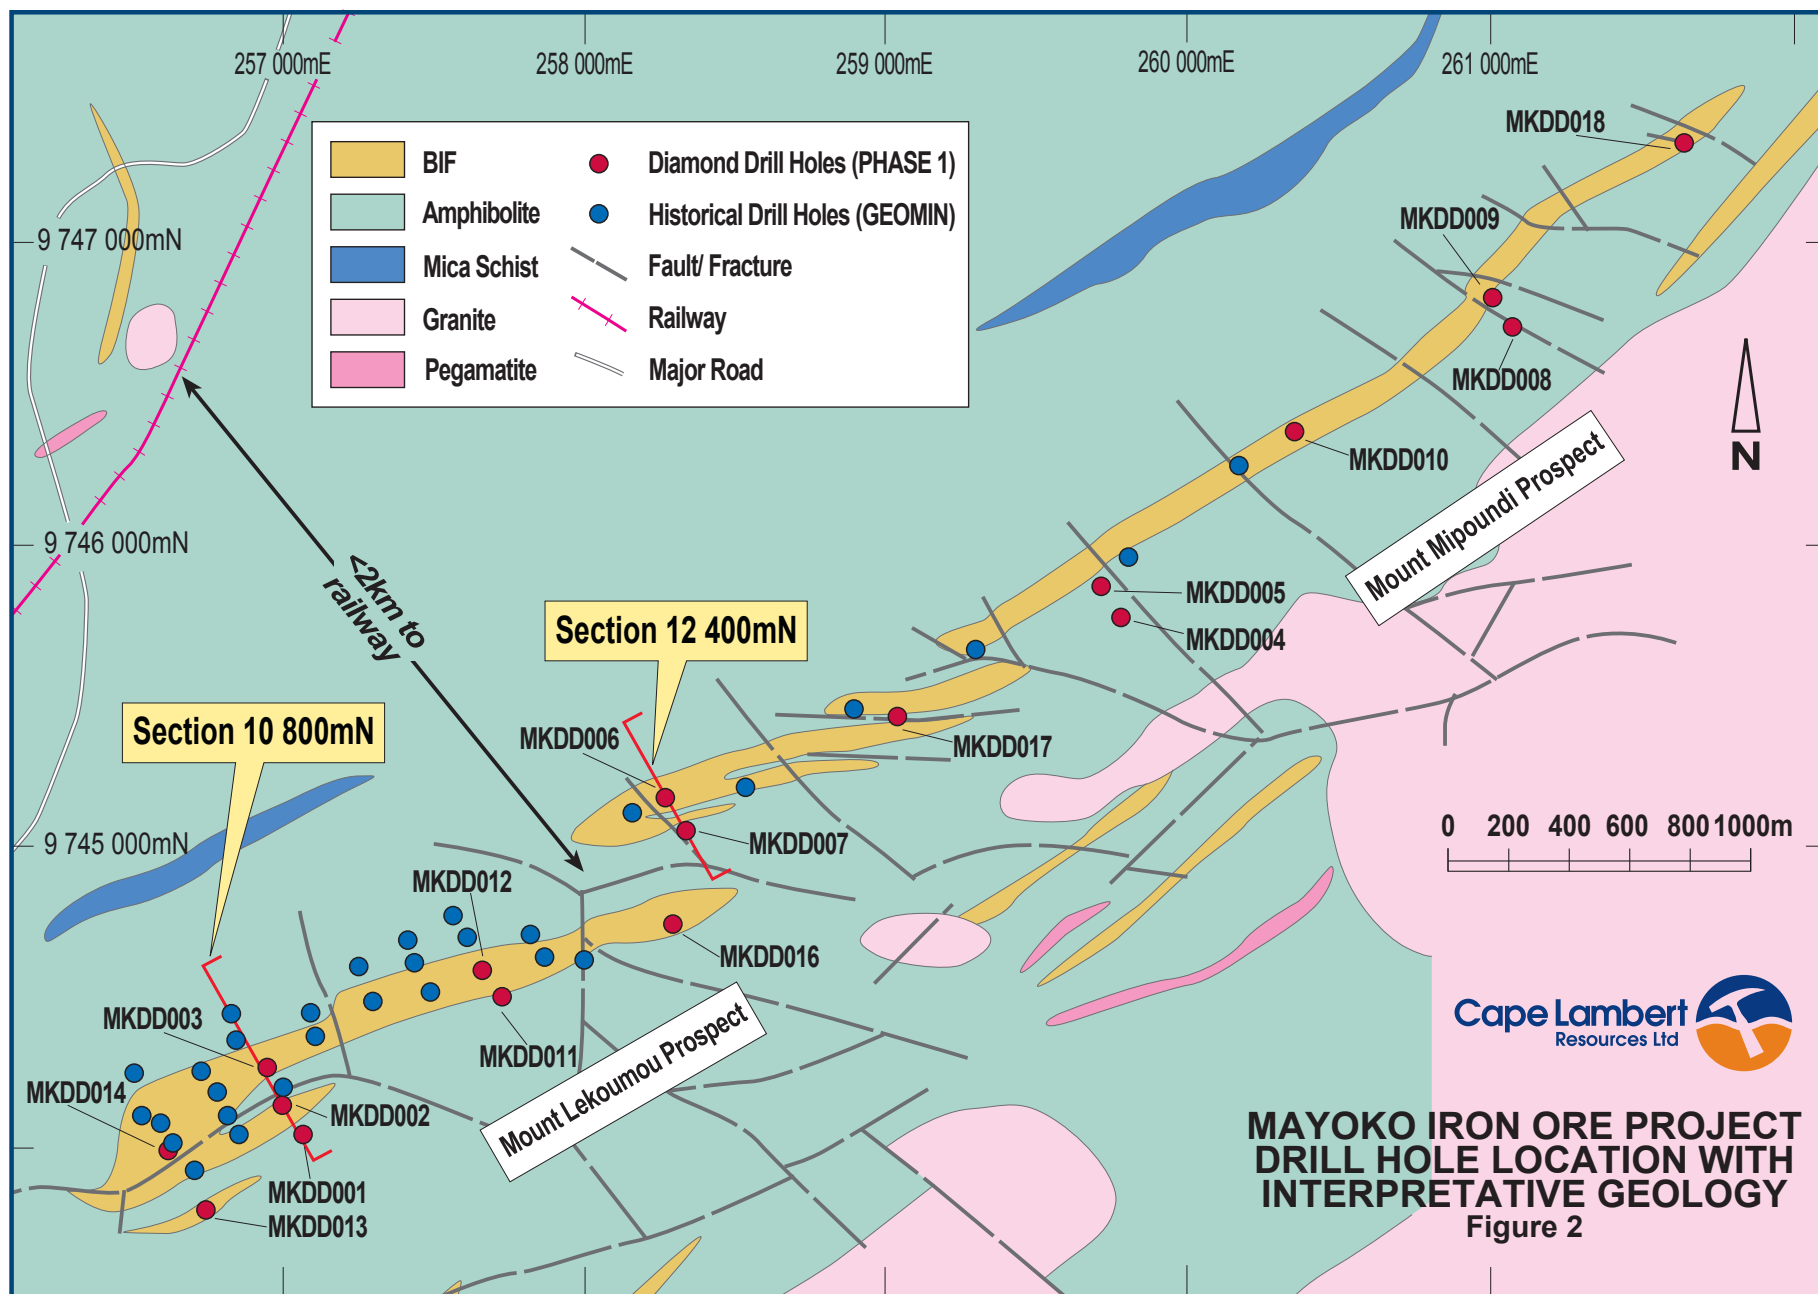 257 000mE
258 000mE
259 000mE
260 000mE
261 000mE
BIF
Diamond Drill Holes (PHASE 1)
Amphibolite
Historical Drill Holes (GEOMIN)
Mica Schist
Fault/ Fracture
Granite
Railway
Pegamatite
Major Road
9 747 000mN
9 746 000mN
9 745 000mN
MKDD018
MKDD009
MKDD008
MKDD010
Mount Mipoundi Prospect
N
<2km to
railway
MKDD005
MKDD004
Section 12 400mN
Section 10 800mN
MKDD006
MKDD017
MKDD007
0 200 400 600 800 1000m
MKDD012
MKDD016
MKDD003
MKDD011
Mount Lekoumou Prospect
MKDD014
MKDD002
MKDD001
MKDD013
Cape Lambert
Resources Ltd
MAYOKO IRON ORE PROJECT
DRILL HOLE LOCATION WITH
INTERPRETATIVE GEOLOGY
Figure 2